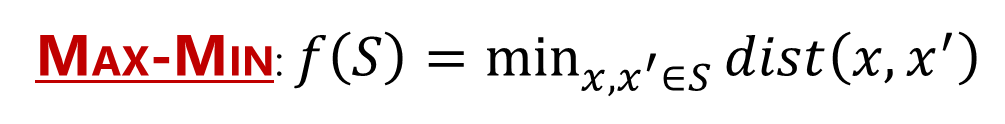 MAX-MIN: f(S) = min_{x,x'∈S} dist(x, x')